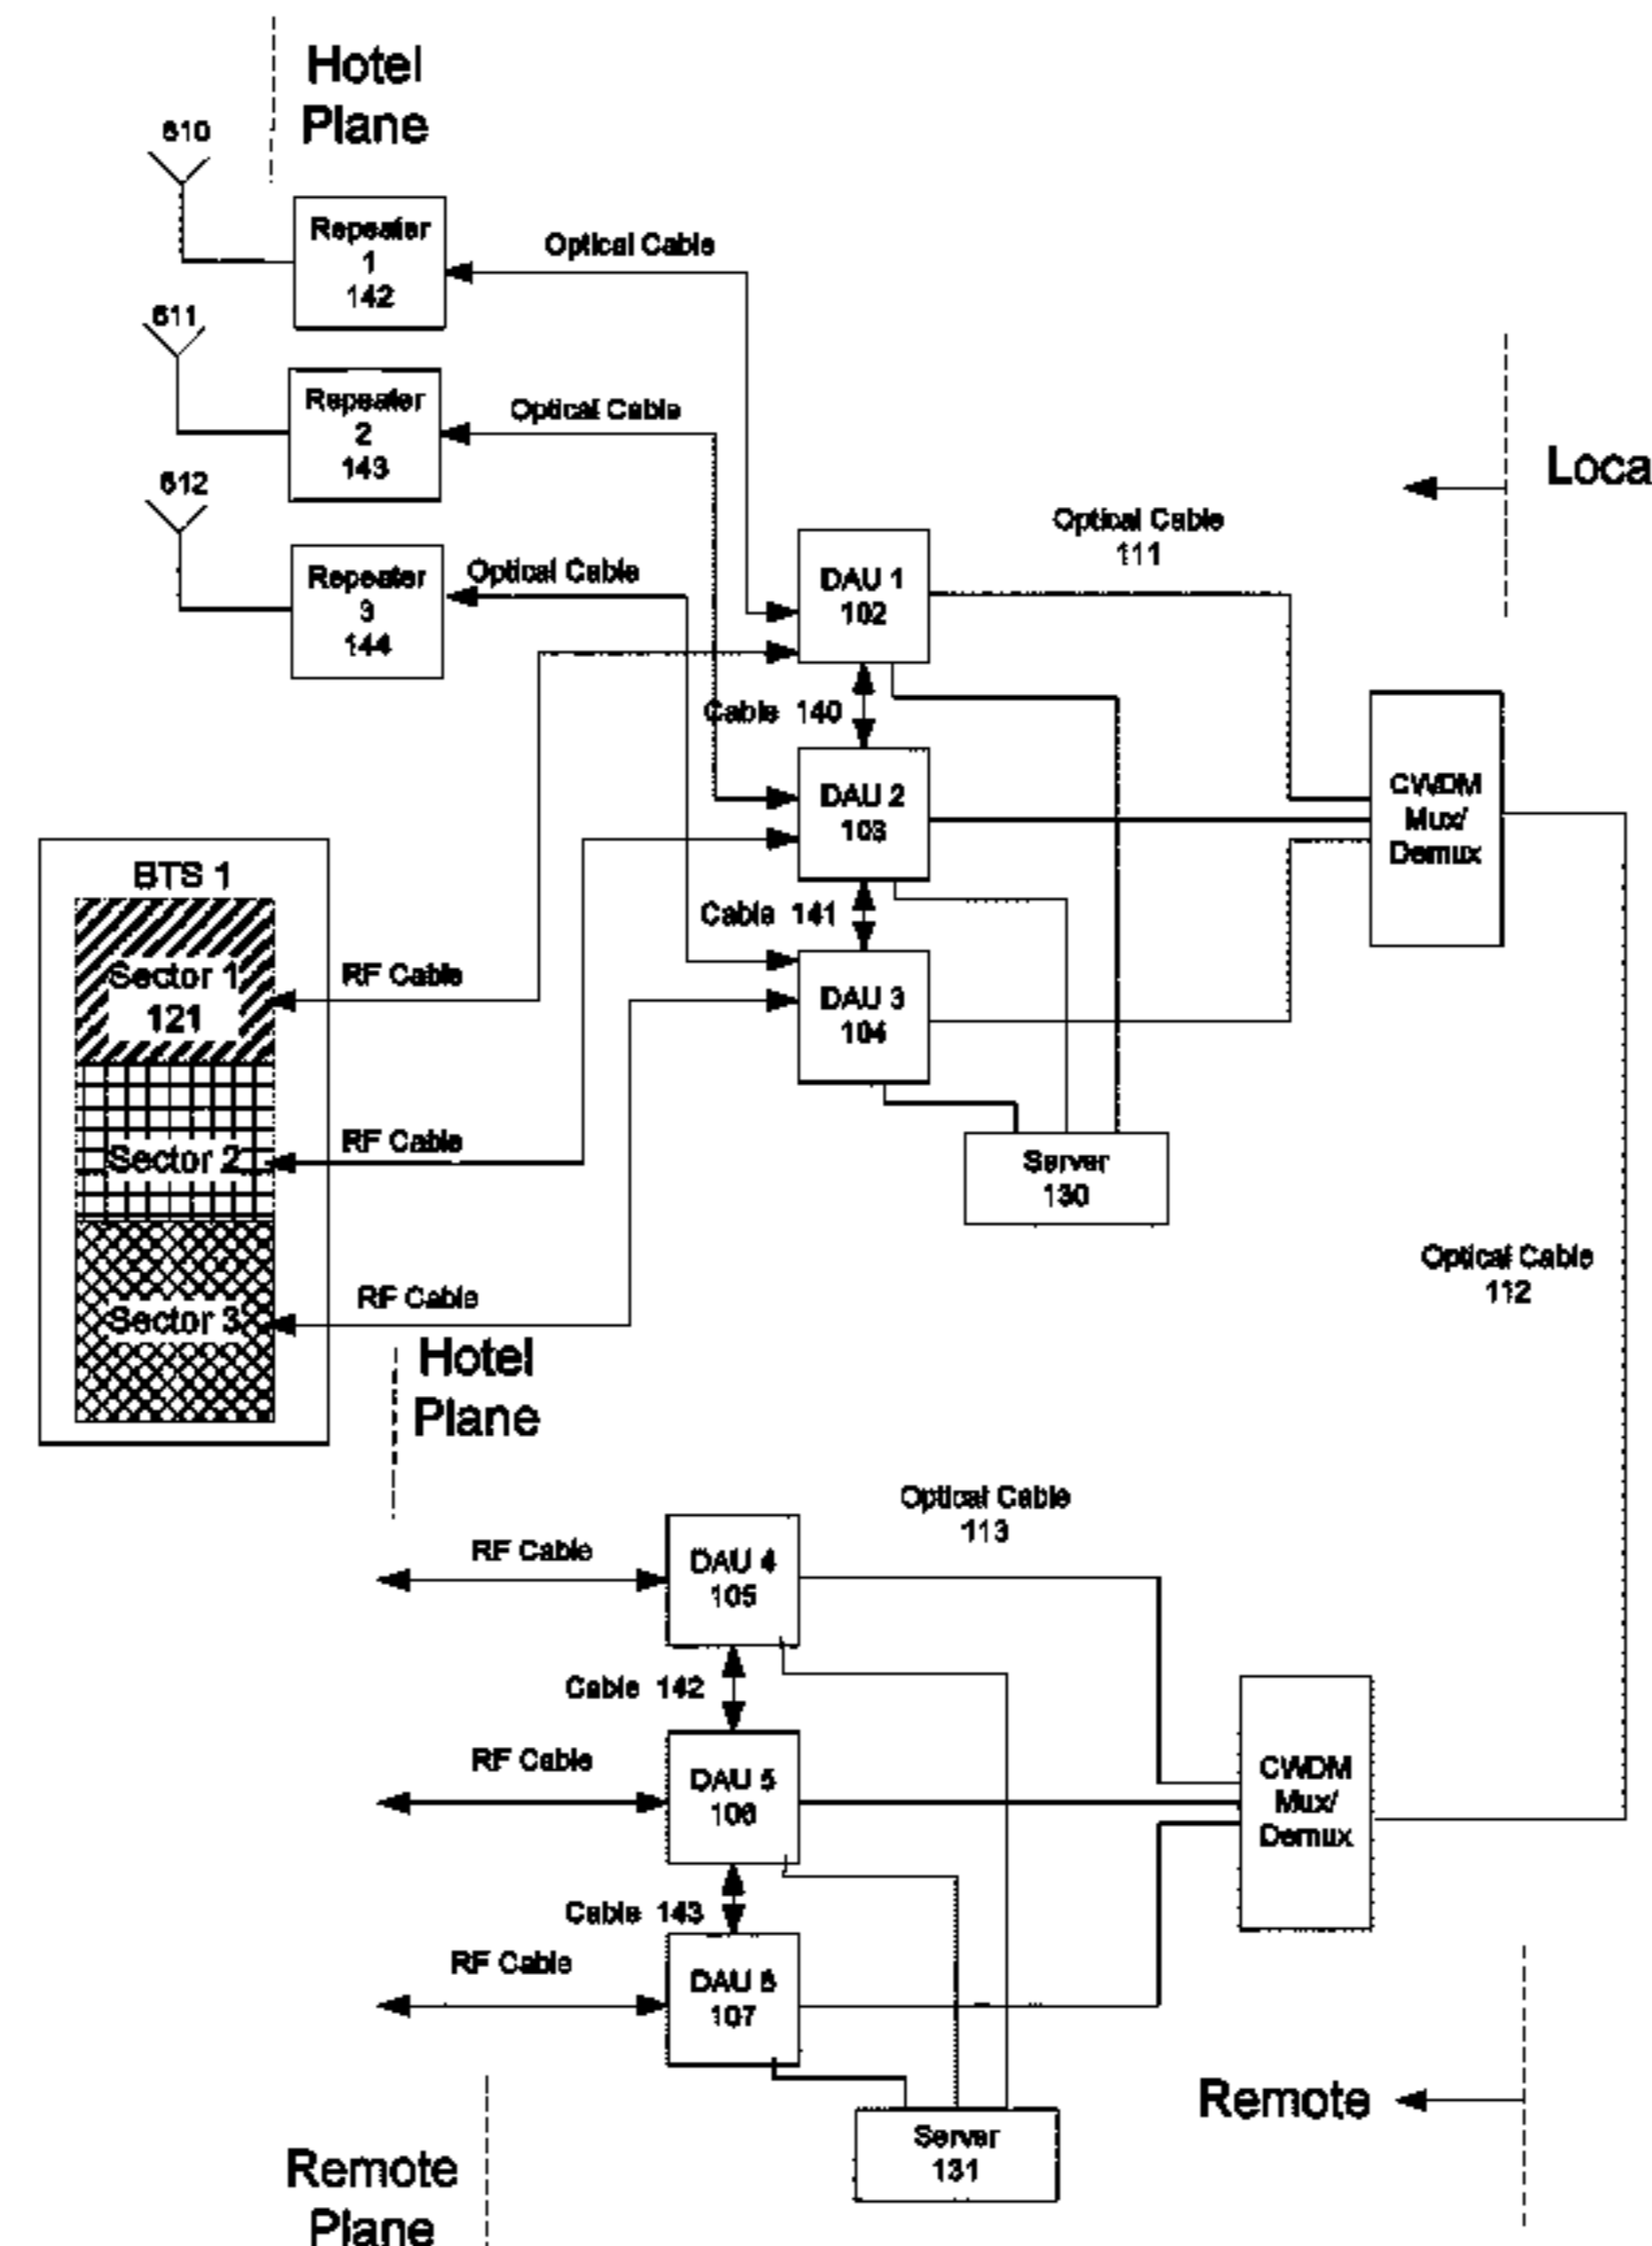 Hotel
Plane
610
Repeater
1
142
Optical Cable
611
Repeater
2
143
Optical Cable
612
Repeater
3
144
Optical Cable
Loca
Optical Cable
111
DAU 1
102
Cable 140
DAU 2
103
CWDM
Mux/
Demux
Cable 141
DAU 3
104
BTS 1
Sector 1
121
RF Cable
Sector 2
RF Cable
Sector 3
RF Cable
Server
130
Optical Cable
112
Hotel
Plane
Optical Cable
113
RF Cable
DAU 4
105
Cable 142
RF Cable
DAU 5
106
CWDM
Mux/
Demux
Cable 143
RF Cable
DAU 6
107
Remote
Server
131
Remote
Plane